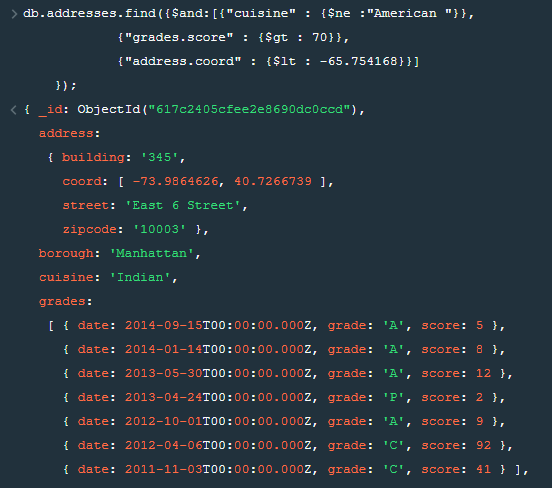 > db.addresses.find({$and:[{"cuisine" : {$ne :"American "}},
{"grades.score" : {$gt : 70}},
{"address.coord" : {$lt : -65.754168}}]
});
< { _id: ObjectId("617c2405cfee2e8690dc0ccd"),
address:
{ building: '345',
coord: [ -73.9864626, 40.7266739 ],
street: 'East 6 Street',
zipcode: '10003' },
borough: 'Manhattan',
cuisine: 'Indian',
grades:
[ { date: 2014-09-15T00:00:00.000Z, grade: 'A', score: 5 },
{ date: 2014-01-14T00:00:00.000Z, grade: 'A', score: 8 },
{ date: 2013-05-30T00:00:00.000Z, grade: 'A', score: 12 },
{ date: 2013-04-24T00:00:00.000Z, grade: 'P', score: 2 },
{ date: 2012-10-01T00:00:00.000Z, grade: 'A', score: 9 },
{ date: 2012-04-06T00:00:00.000Z, grade: 'C', score: 92 },
{ date: 2011-11-03T00:00:00.000Z, grade: 'C', score: 41 } ],